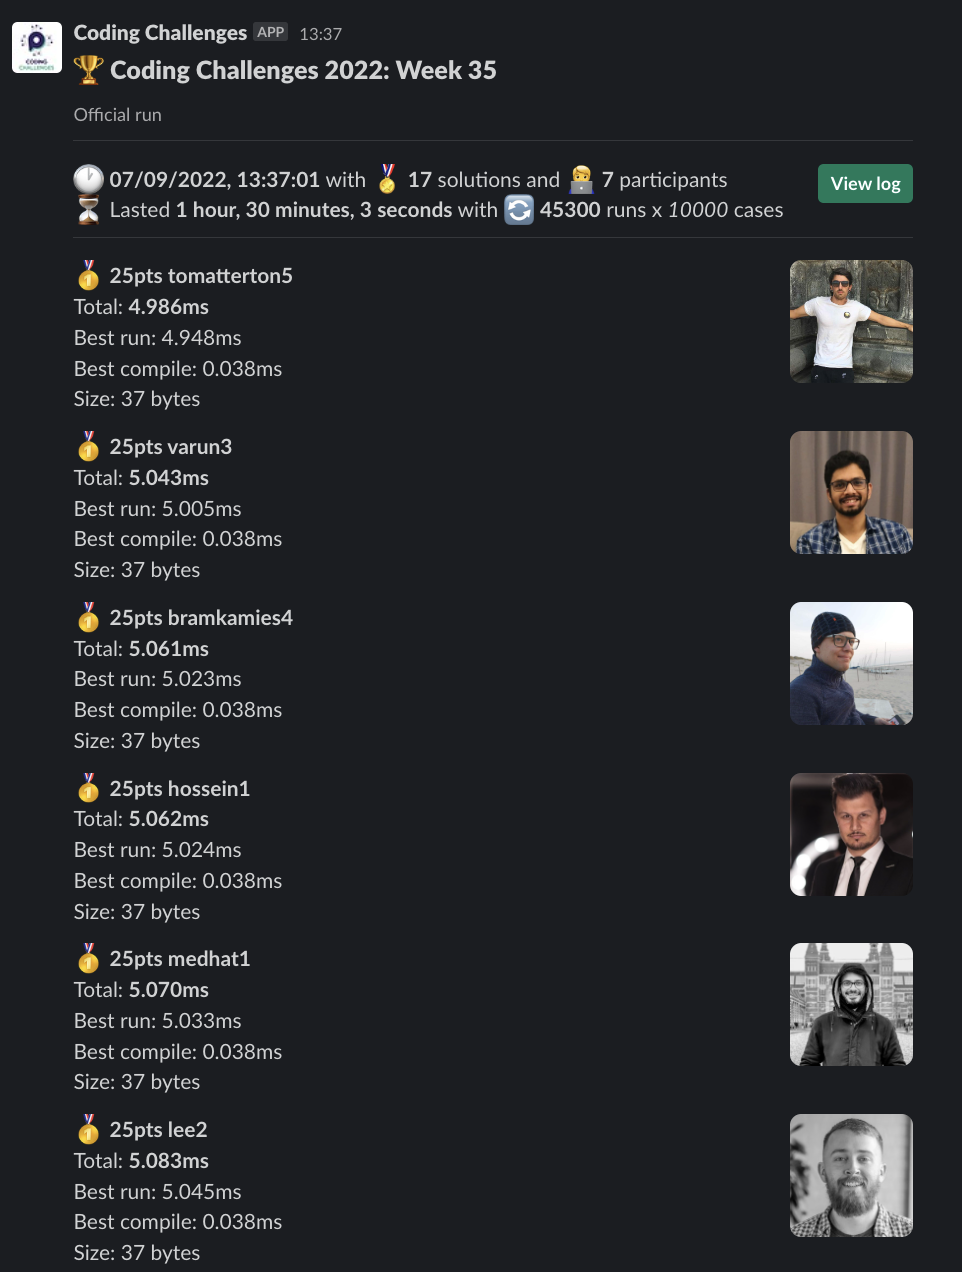 Coding Challenges APP 13:37
CODING
CHALLENGES
Coding Challenges 2022: Week 35
Official run
07/09/2022, 13:37:01 with 17 solutions and 7 participants
View log
Lasted 1 hour, 30 minutes, 3 seconds with 45300 runs x 10000 cases
25pts tomatterton5
Total: 4.986ms
Best run: 4.948ms
Best compile: 0.038ms
Size: 37 bytes
25pts varun3
Total: 5.043ms
Best run: 5.005ms
Best compile: 0.038ms
Size: 37 bytes
25pts bramkamies4
Total: 5.061ms
Best run: 5.023ms
Best compile: 0.038ms
Size: 37 bytes
25pts hossein1
Total: 5.062ms
Best run: 5.024ms
Best compile: 0.038ms
Size: 37 bytes
25pts medhat1
Total: 5.070ms
Best run: 5.033ms
Best compile: 0.038ms
Size: 37 bytes
25pts lee2
Total: 5.083ms
Best run: 5.045ms
Best compile: 0.038ms
Size: 37 bytes